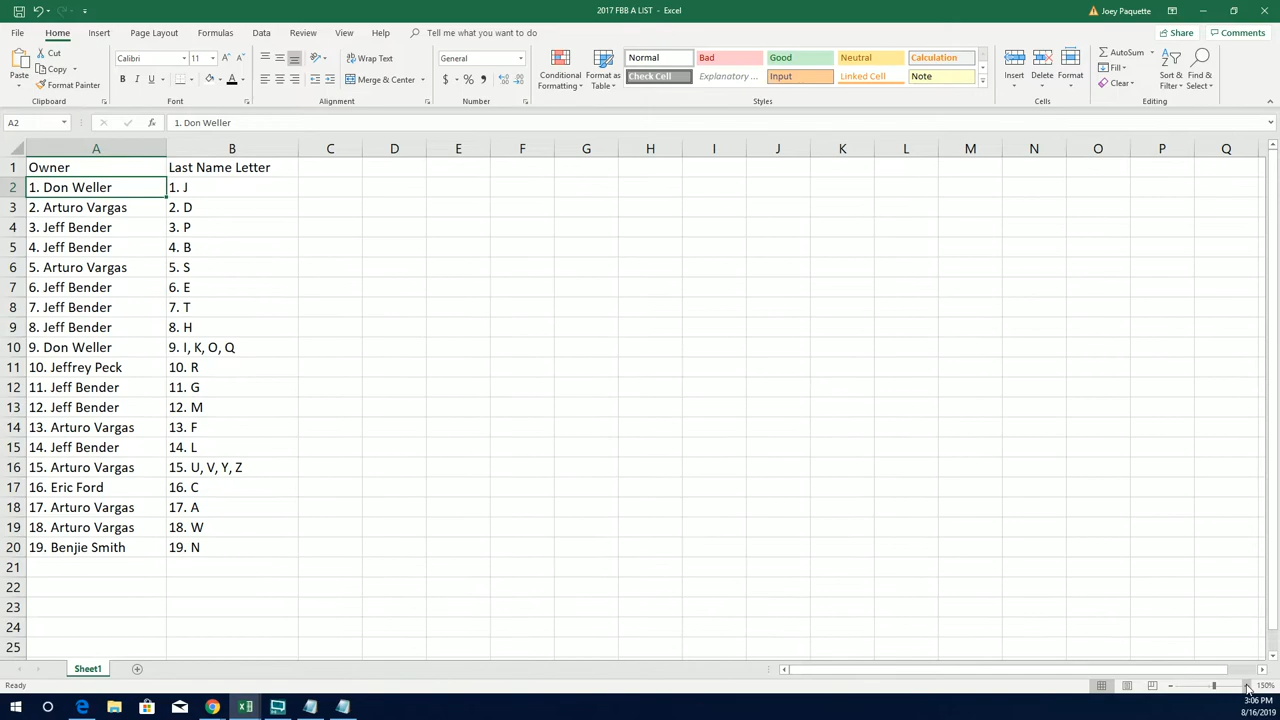 2017 FBB A LIST - Excel
Joey Paquette
File Home Insert Page Layout Formulas Data Review View Help Tell me what you want to do
Share Comments
Paste Cut Copy Format Painter Clipboard
Calibri 11 B I U A Font
Wrap Text Merge & Center Alignment
General $ % , Number
Conditional Formatting Format as Table
Normal Bad Good Neutral Calculation
Check Cell Explanatory ... Input Linked Cell Note
Styles
Insert Delete Format Cells
AutoSum Fill Clear Sort & Filter Find & Select Editing
A2 fx 1. Don Weller
A B C D E F G H I J K L M N O P Q
1 Owner Last Name Letter
2 1. Don Weller 1. J
3 2. Arturo Vargas 2. D
4 3. Jeff Bender 3. P
5 4. Jeff Bender 4. B
6 5. Arturo Vargas 5. S
7 6. Jeff Bender 6. E
8 7. Jeff Bender 7. T
9 8. Jeff Bender 8. H
10 9. Don Weller 9. I, K, O, Q
11 10. Jeffrey Peck 10. R
12 11. Jeff Bender 11. G
13 12. Jeff Bender 12. M
14 13. Arturo Vargas 13. F
15 14. Jeff Bender 14. L
16 15. Arturo Vargas 15. U, V, Y, Z
17 16. Eric Ford 16. C
18 17. Arturo Vargas 17. A
19 18. Arturo Vargas 18. W
20 19. Benjie Smith 19. N
21
22
23
24
25
Sheet1
Ready 150%
3:06 PM
8/16/2019